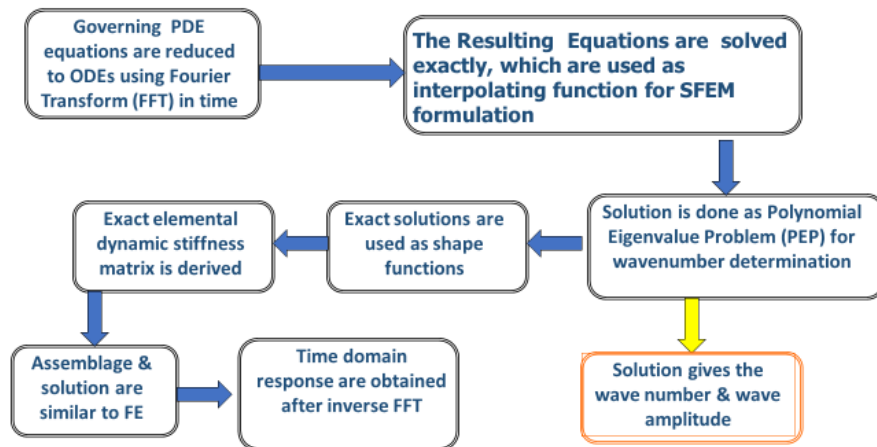 Governing PDE
equations are reduced
to ODEs using Fourier
Transform (FFT) in time
The Resulting Equations are solved
exactly, which are used as
interpolating function for SFEM
formulation
Solution is done as Polynomial
Eigenvalue Problem (PEP) for
wavenumber determination
Exact solutions are
used as shape
functions
Exact elemental
dynamic stiffness
matrix is derived
Assemblage &
solution are
similar to FE
Time domain
response are obtained
after inverse FFT
Solution gives the
wave number & wave
amplitude